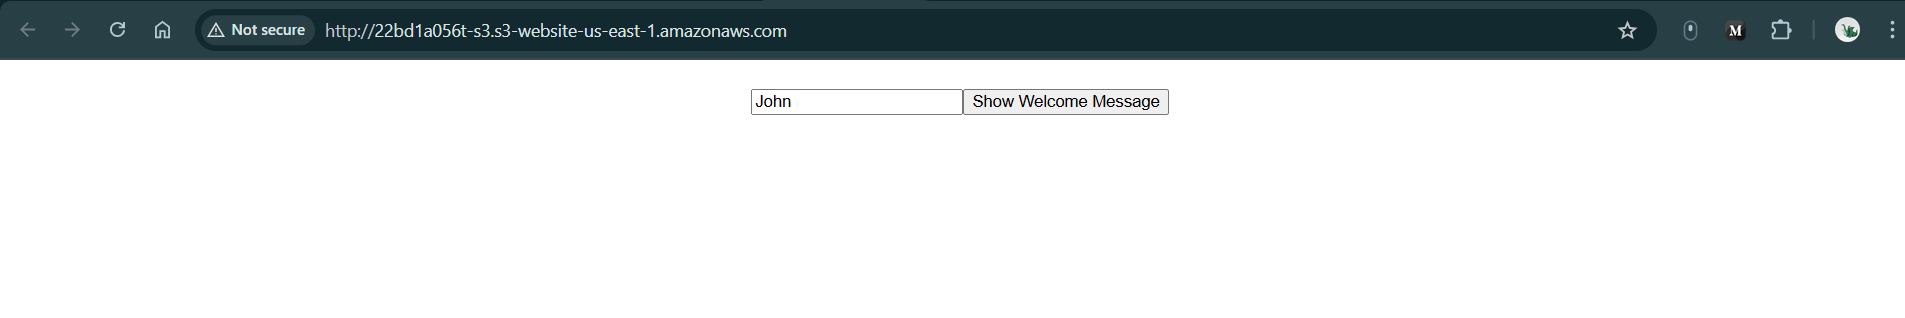 Not secure http://22bd1a056t-s3.s3-website-us-east-1.amazonaws.com M
John Show Welcome Message